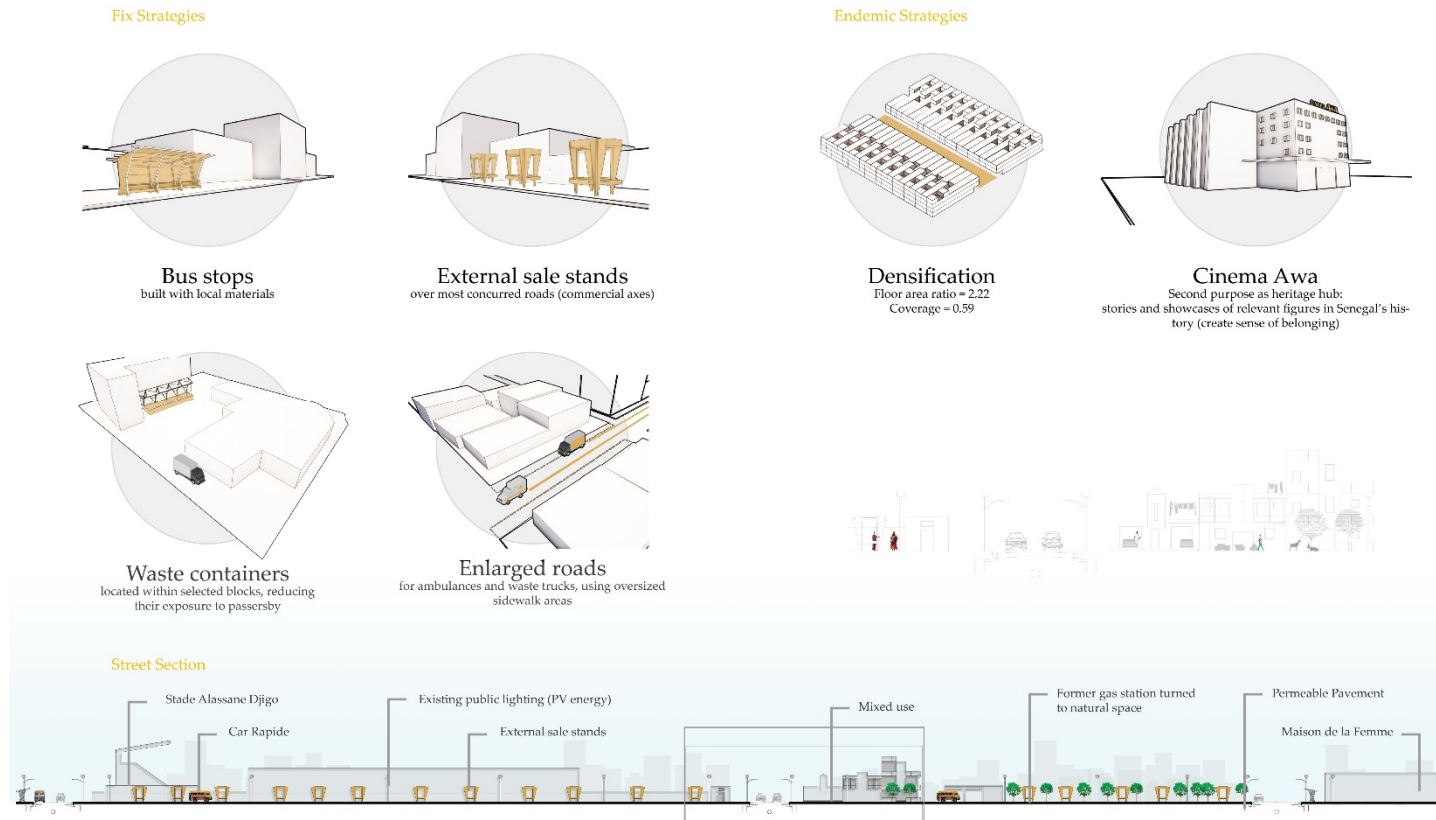 Fix Strategies
Endemic Strategies
Bus stops
built with local materials
External sale stands
over most concurred roads (commercial axes)
Densification
Floor area ratio = 2,22
Coverage = 0,59
CINEMA AWA
Cinema Awa
Second purpose as heritage hub:
stories and showcases of relevant figures in Senegal's his-
tory (create sense of belonging)
Waste containers
located within selected blocks, reducing
their exposure to passersby
Enlarged roads
for ambulances and waste trucks, using oversized
sidewalk areas
Street Section
Stade Alassane Djigo
Car Rapide
Existing public lighting (PV energy)
External sale stands
Mixed use
Former gas station turned
to natural space
Permeable Pavement
Maison de la Femme